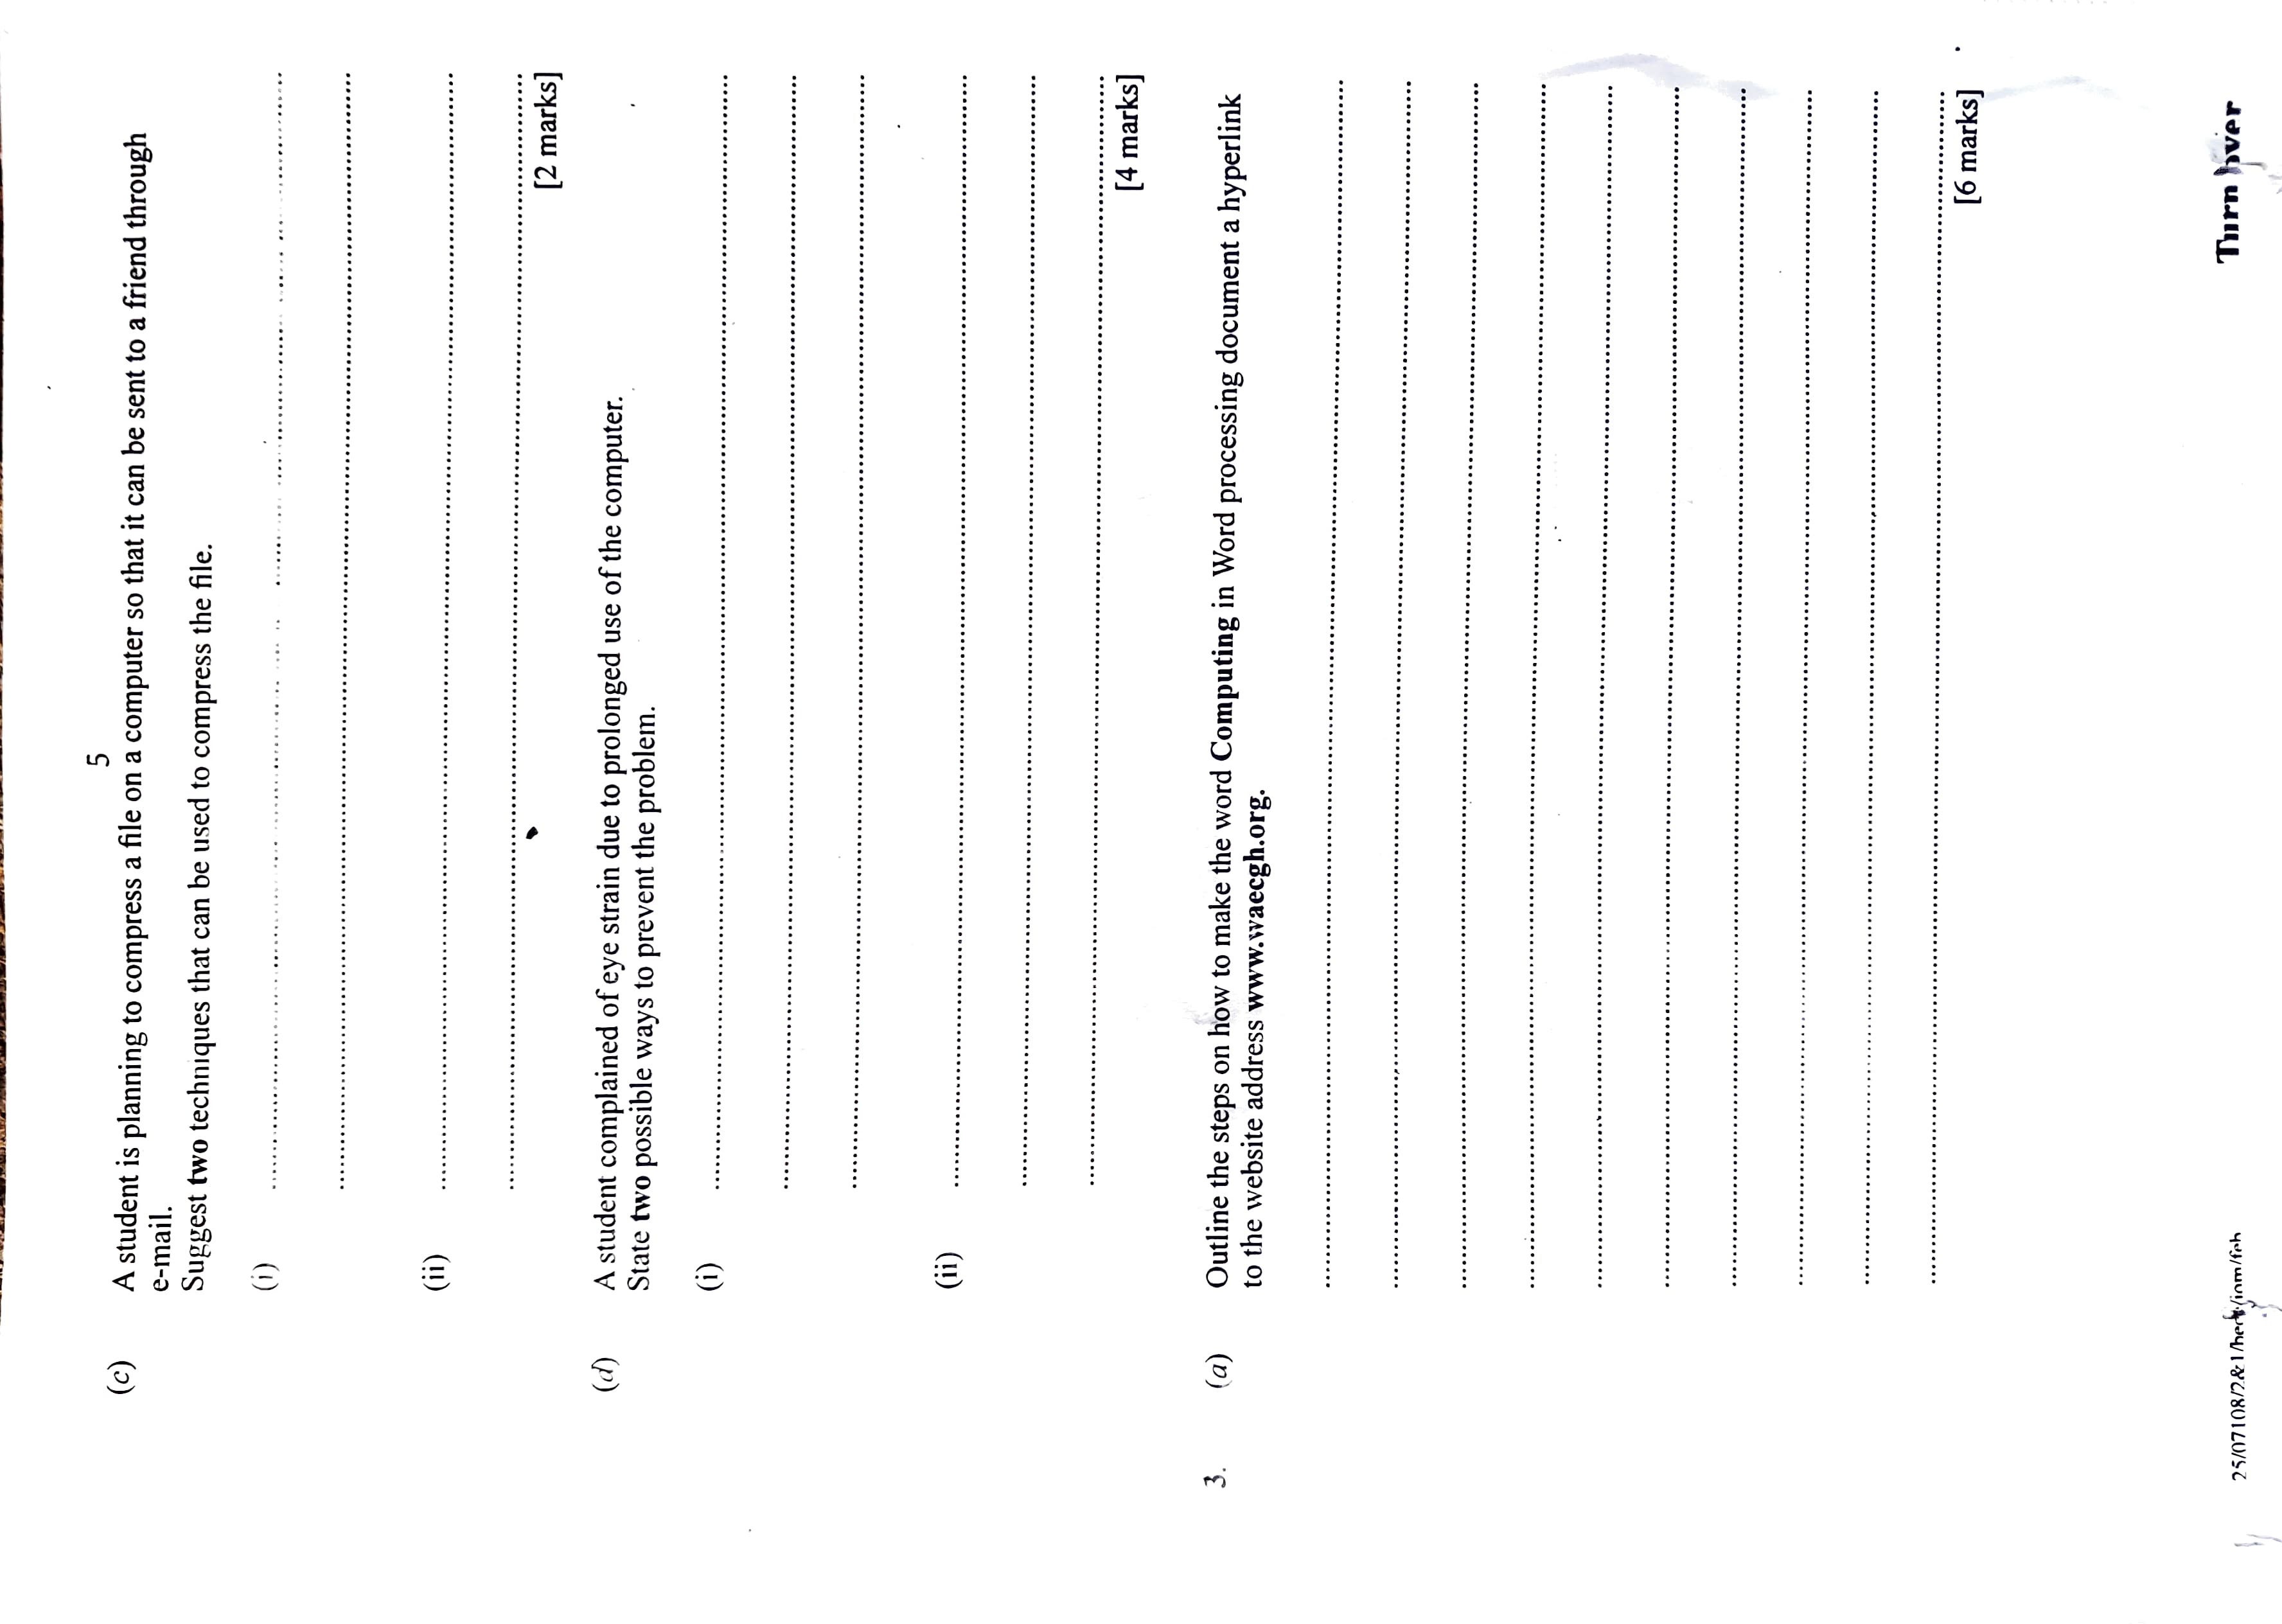 5
(c) A student is planning to compress a file on a computer so that it can be sent to a friend through
e-mail.
Suggest two techniques that can be used to compress the file.
(i) ....................
....................
(ii) ....................
....................
[2 marks]
(d) A student complained of eye strain due to prolonged use of the computer.
State two possible ways to prevent the problem.
(i) ....................
....................
....................
(ii) ....................
....................
....................
[4 marks]
3. (a) Outline the steps on how to make the word Computing in Word processing document a hyperlink
to the website address www.waecgh.org.
....................
....................
....................
....................
....................
....................
....................
....................
....................
....................
[6 marks]
Turn over